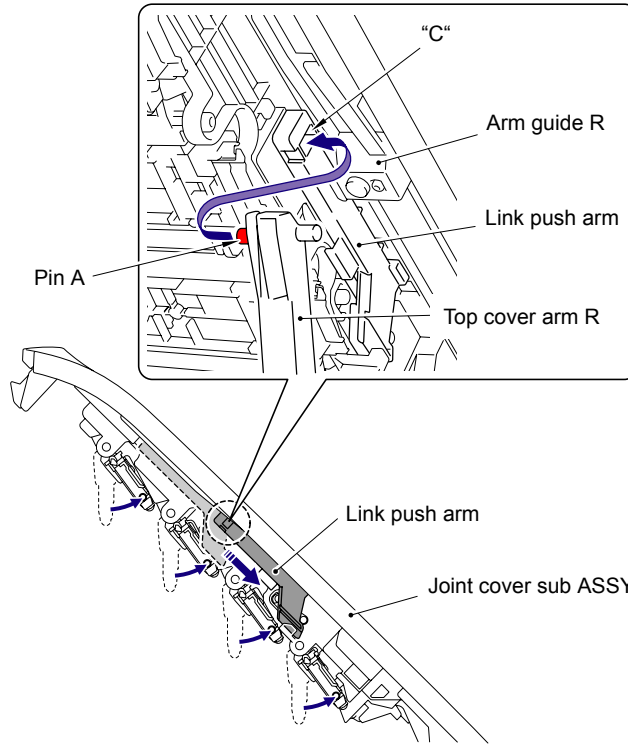 “C“
Arm guide R
Link push arm
Pin A
Top cover arm R
Link push arm
Joint cover sub ASSY